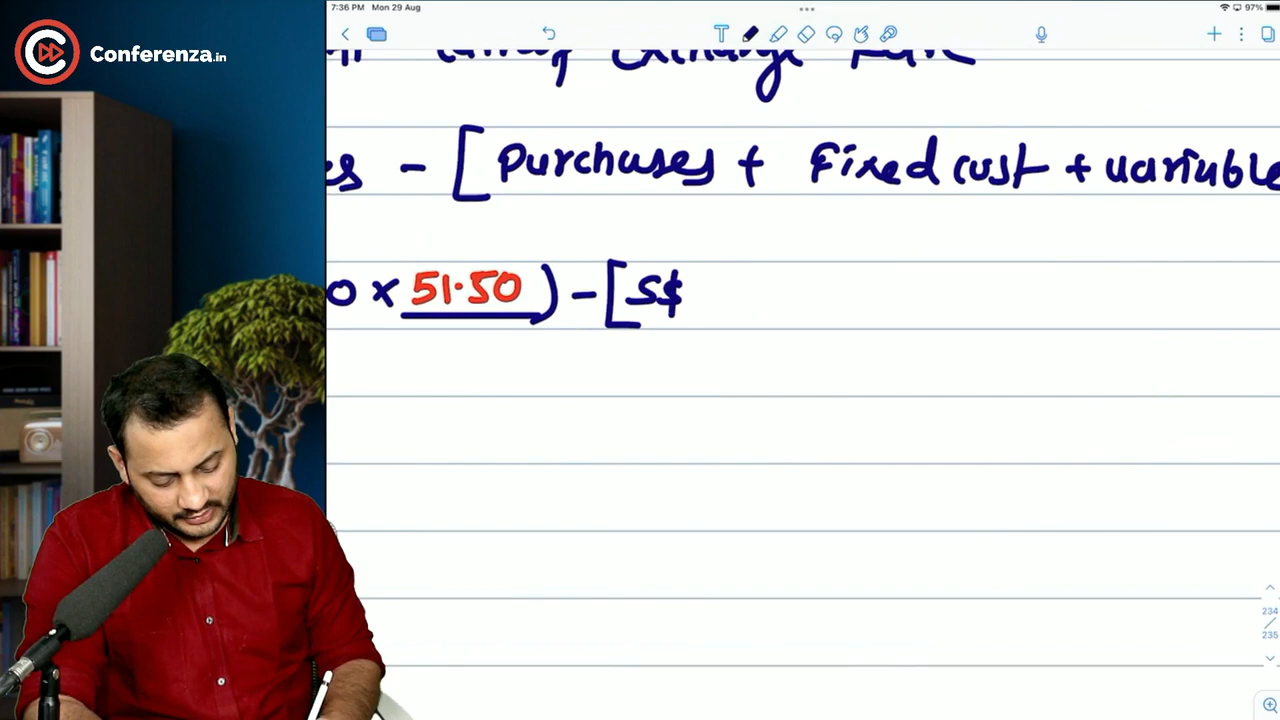 7:36 PM Mon 29 Aug
97%
Conferenza.in
Exchange
es - [Purchases + Fixed cost + variable
0 × 51.50) - [S$
234
235